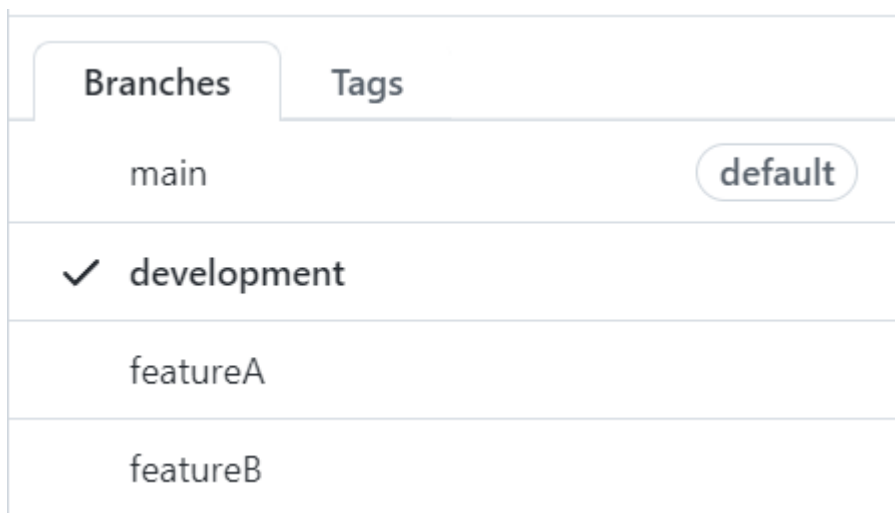 Branches Tags
main default
development
featureA
featureB